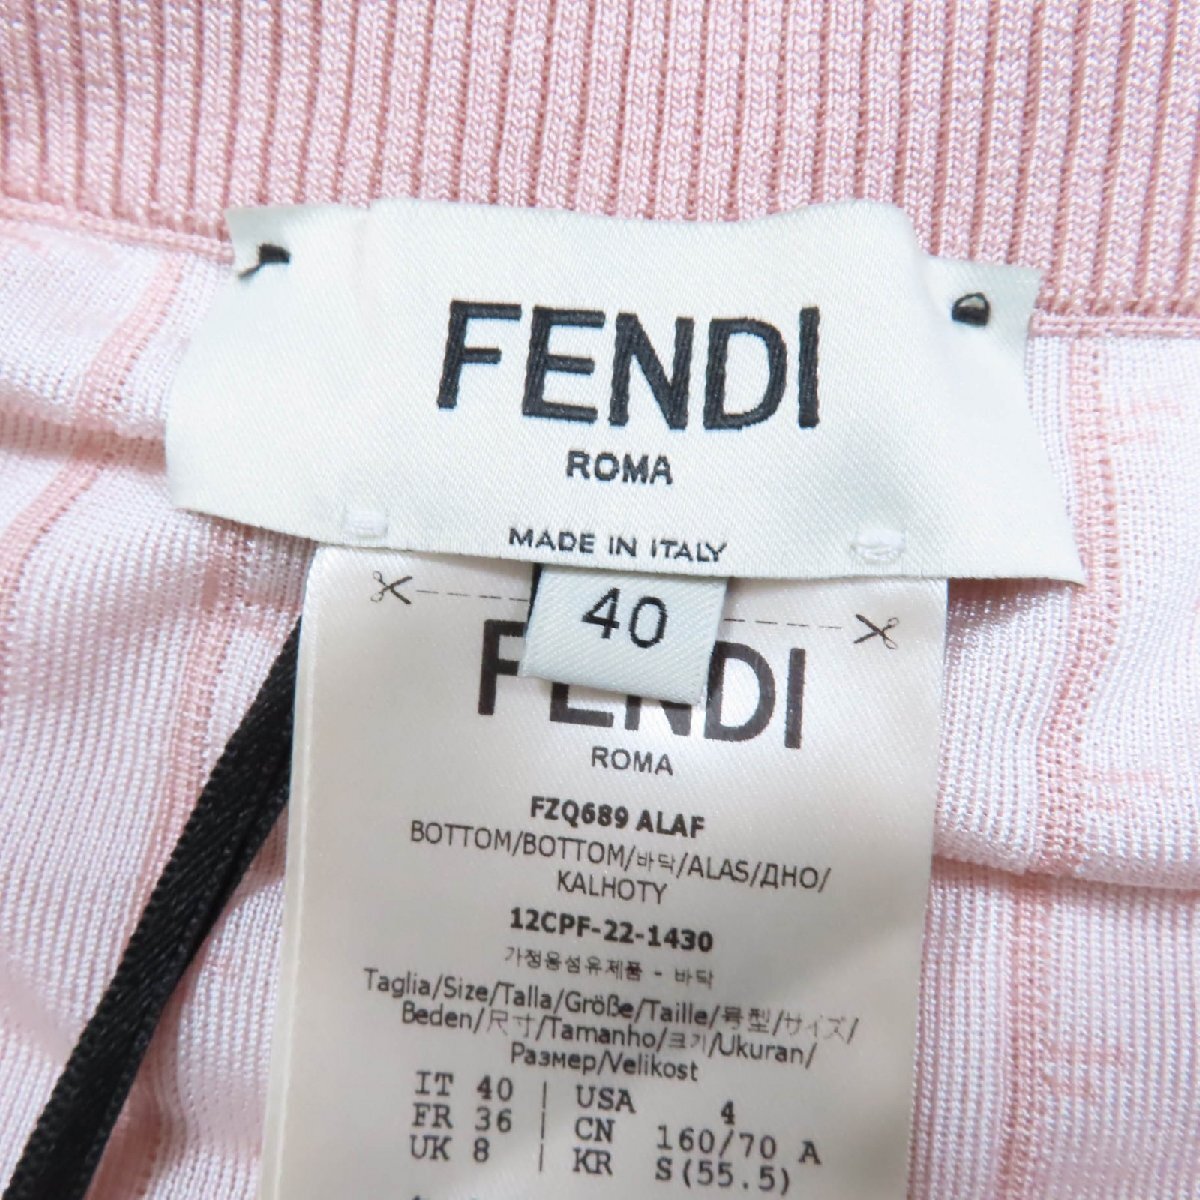 FENDI
ROMA
MADE IN ITALY
40
FENDI
ROMA
FZQ689 ALAF
BOTTOM/BOTTOM/바닥/ALAS/ДНО/
KALHOTY
12CPF-22-1430
가정용섬유제품 - 바닥
Taglia/Size/Talla/Größe/Taille/号型/サイズ/
Beden/尺寸/Tamanho/크기/Ukuran/
Размер/Velikost
IT 40 | USA 4
FR 36 | CN 160/70 A
UK 8 | KR S(55.5)